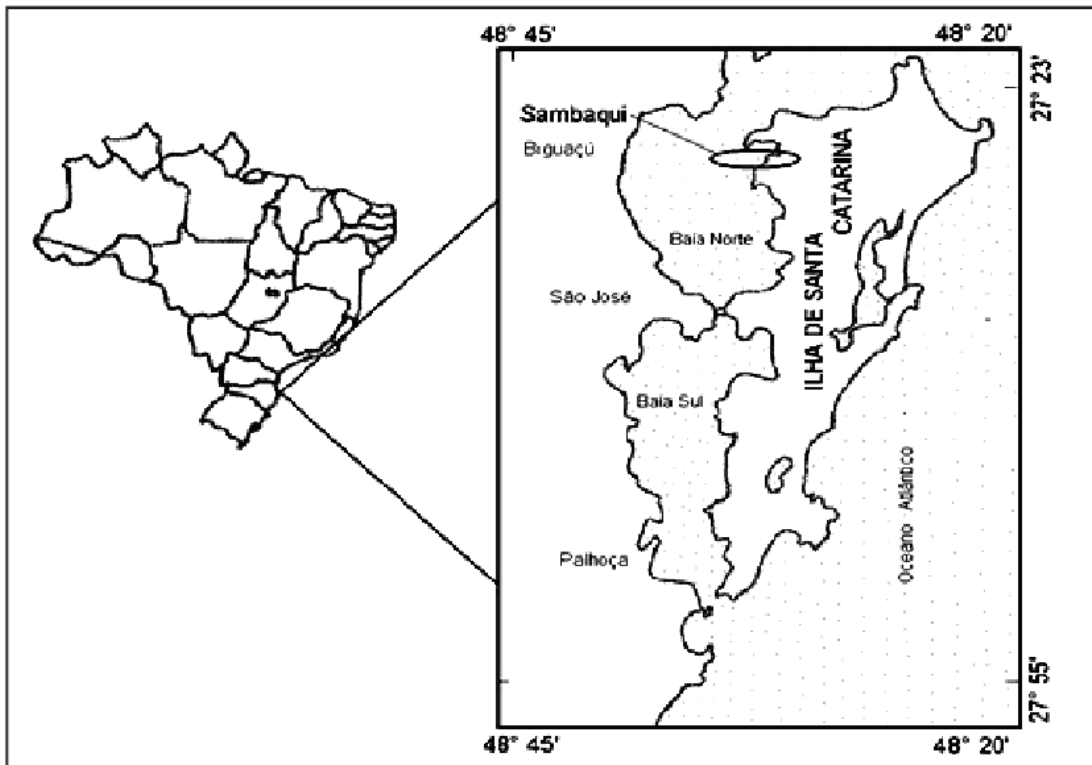 48° 45'
48° 20'
27° 23'
Sambaqui
Biguaçú
Baía Norte
ILHA DE SANTA
CATARINA
São José
Baía Sul
Oceano Atlântico
Palhoça
27° 55'
48° 45'
48° 20'